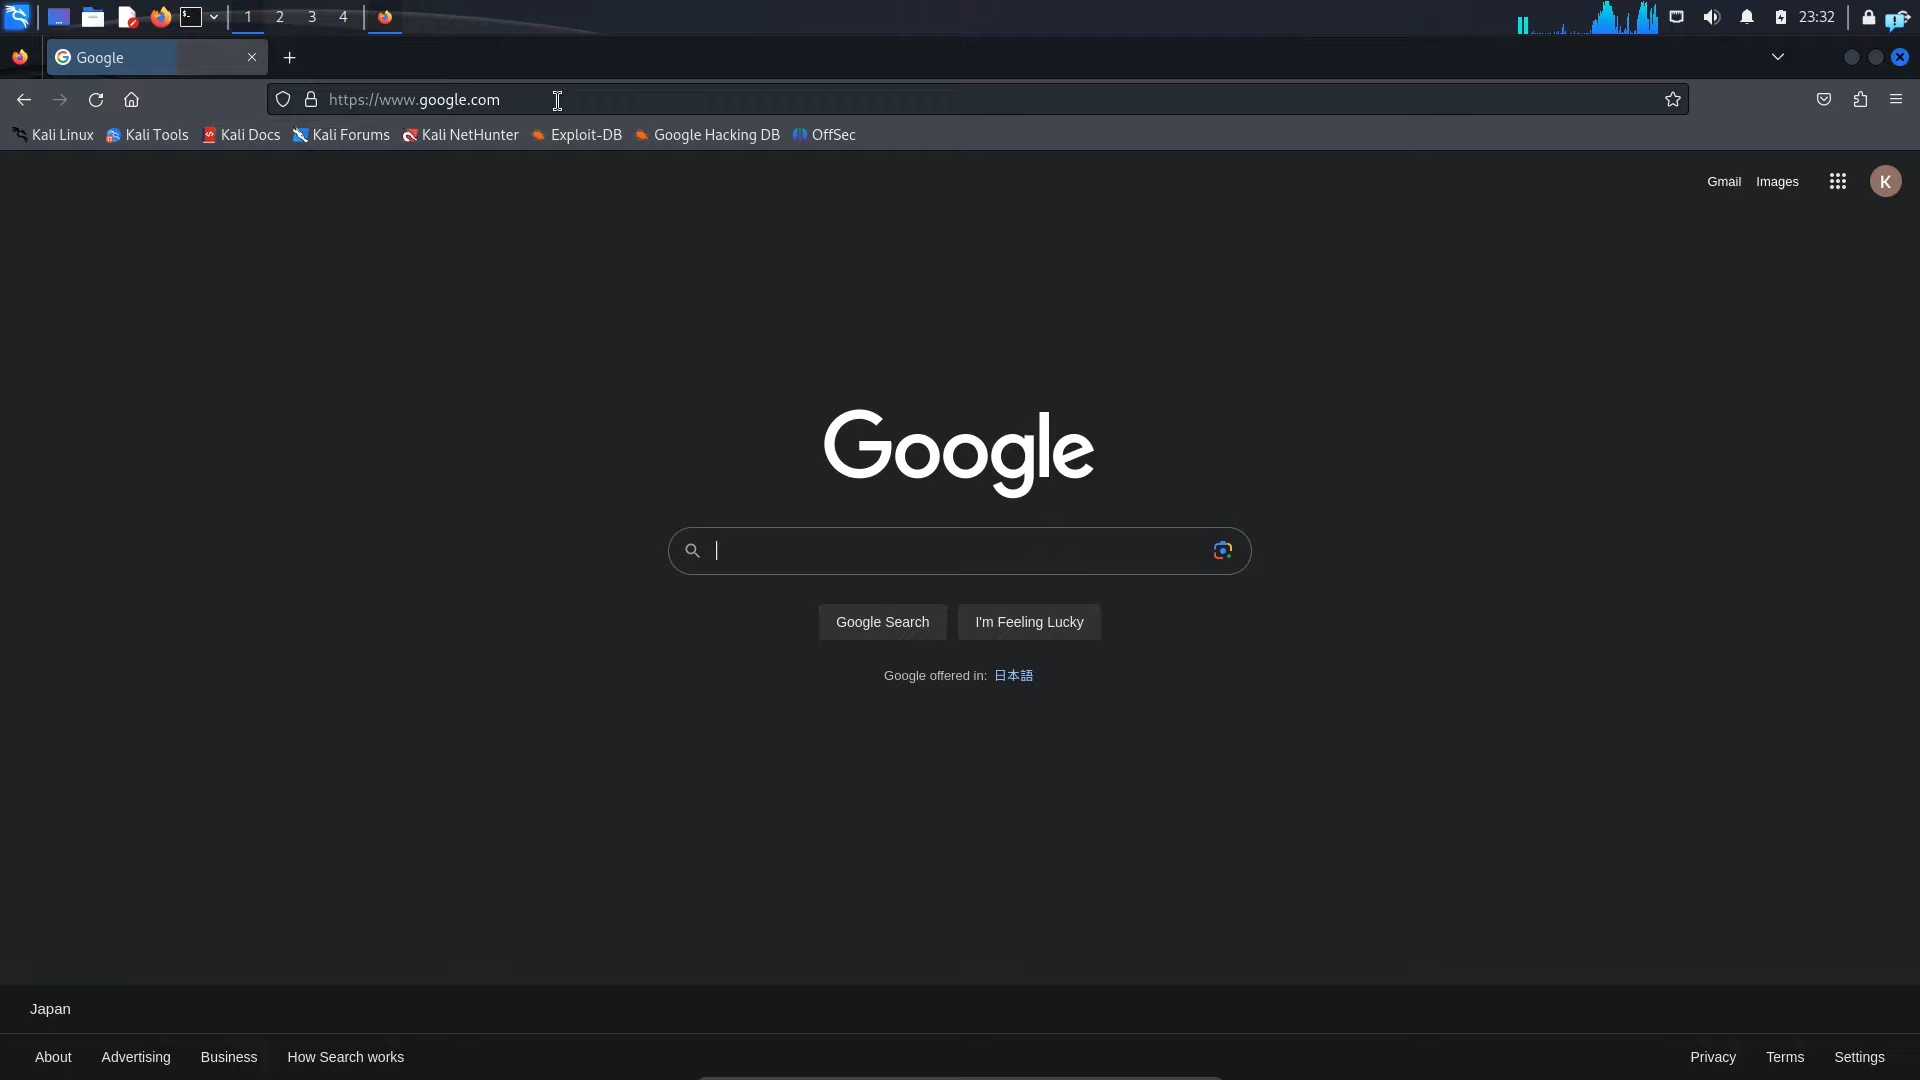 1 2 3 4 23:32
Google
https://www.google.com
Kali Linux Kali Tools Kali Docs Kali Forums Kali NetHunter Exploit-DB Google Hacking DB OffSec
Gmail Images K
Google
Google Search I'm Feeling Lucky
Google offered in: 日本語
Japan
About Advertising Business How Search works Privacy Terms Settings